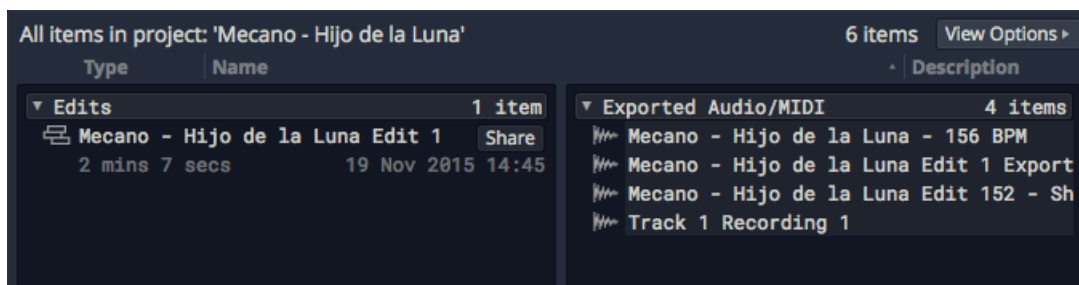 All items in project: 'Mecano - Hijo de la Luna' 6 items View Options
Type Name Description
Edits 1 item
Mecano - Hijo de la Luna Edit 1 Share
2 mins 7 secs 19 Nov 2015 14:45
Exported Audio/MIDI 4 items
Mecano - Hijo de la Luna - 156 BPM
Mecano - Hijo de la Luna Edit 1 Export
Mecano - Hijo de la Luna Edit 152 - Sh
Track 1 Recording 1